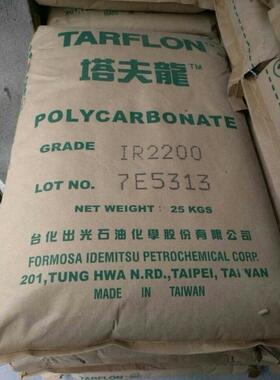 TARFLON
塔夫龍™
POLYCARBONATE
GRADE IR2200
LOT NO. 7E5313
NET WEIGHT: 25 KGS
台化出光石油化學股份有限公司
FORMOSA IDEMITSU PETROCHEMICAL CORP.
201, TUNG HWA N.RD., TAIPEI, TAIWAN
MADE IN TAIWAN